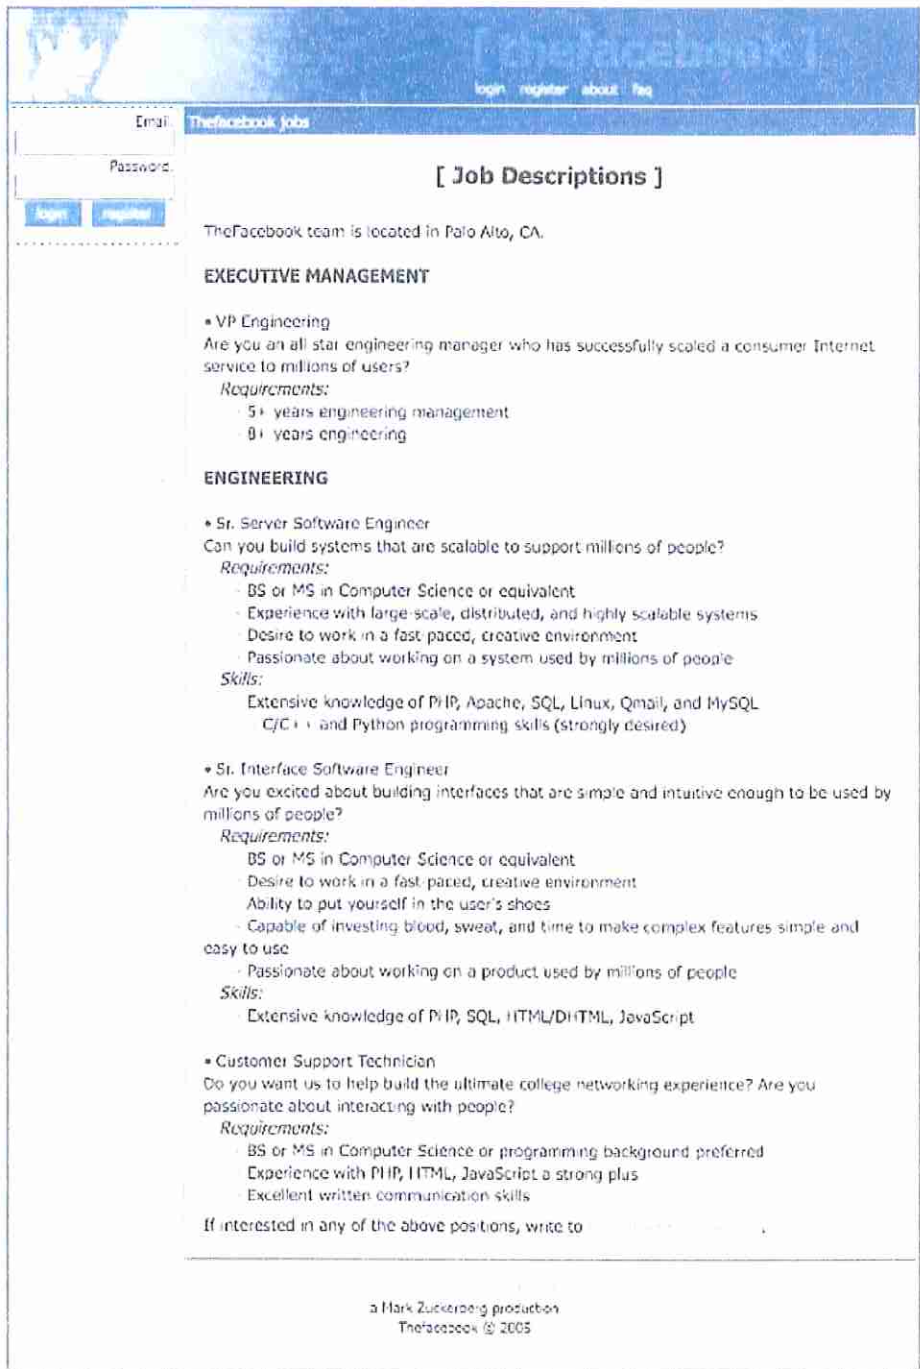 [ thefacebook ]
login register about faq
Email:
Password:
login register
Thefacebook Jobs
[ Job Descriptions ]
TheFacebook team is located in Palo Alto, CA.
EXECUTIVE MANAGEMENT
• VP Engineering
Are you an all star engineering manager who has successfully scaled a consumer Internet
service to millions of users?
Requirements:
· 5+ years engineering management
· 8+ years engineering
ENGINEERING
• Sr. Server Software Engineer
Can you build systems that are scalable to support millions of people?
Requirements:
· BS or MS in Computer Science or equivalent
· Experience with large-scale, distributed, and highly scalable systems
· Desire to work in a fast-paced, creative environment
· Passionate about working on a system used by millions of people
Skills:
Extensive knowledge of PHP, Apache, SQL, Linux, Qmail, and MySQL
C/C++ and Python programming skills (strongly desired)
• Sr. Interface Software Engineer
Are you excited about building interfaces that are simple and intuitive enough to be used by
millions of people?
Requirements:
BS or MS in Computer Science or equivalent
· Desire to work in a fast-paced, creative environment
Ability to put yourself in the user's shoes
· Capable of investing blood, sweat, and time to make complex features simple and
easy to use
· Passionate about working on a product used by millions of people
Skills:
· Extensive knowledge of PHP, SQL, HTML/DHTML, JavaScript
• Customer Support Technician
Do you want us to help build the ultimate college networking experience? Are you
passionate about interacting with people?
Requirements:
· BS or MS in Computer Science or programming background preferred
Experience with PHP, HTML, JavaScript a strong plus
· Excellent written communication skills
If interested in any of the above positions, write to
a Mark Zuckerberg production
Thefacebook © 2005